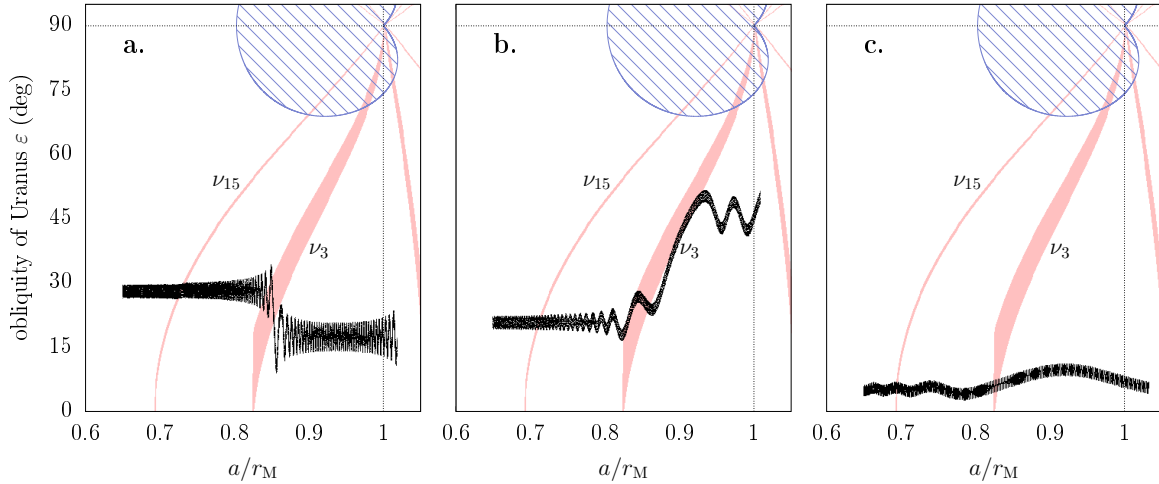 a.
b.
c.
obliquity of Uranus ε (deg)
90
75
60
45
30
15
0
ν15
ν3
ν15
ν3
ν15
ν3
0.6
0.7
0.8
0.9
1
0.6
0.7
0.8
0.9
1
0.6
0.7
0.8
0.9
1
a/rM
a/rM
a/rM